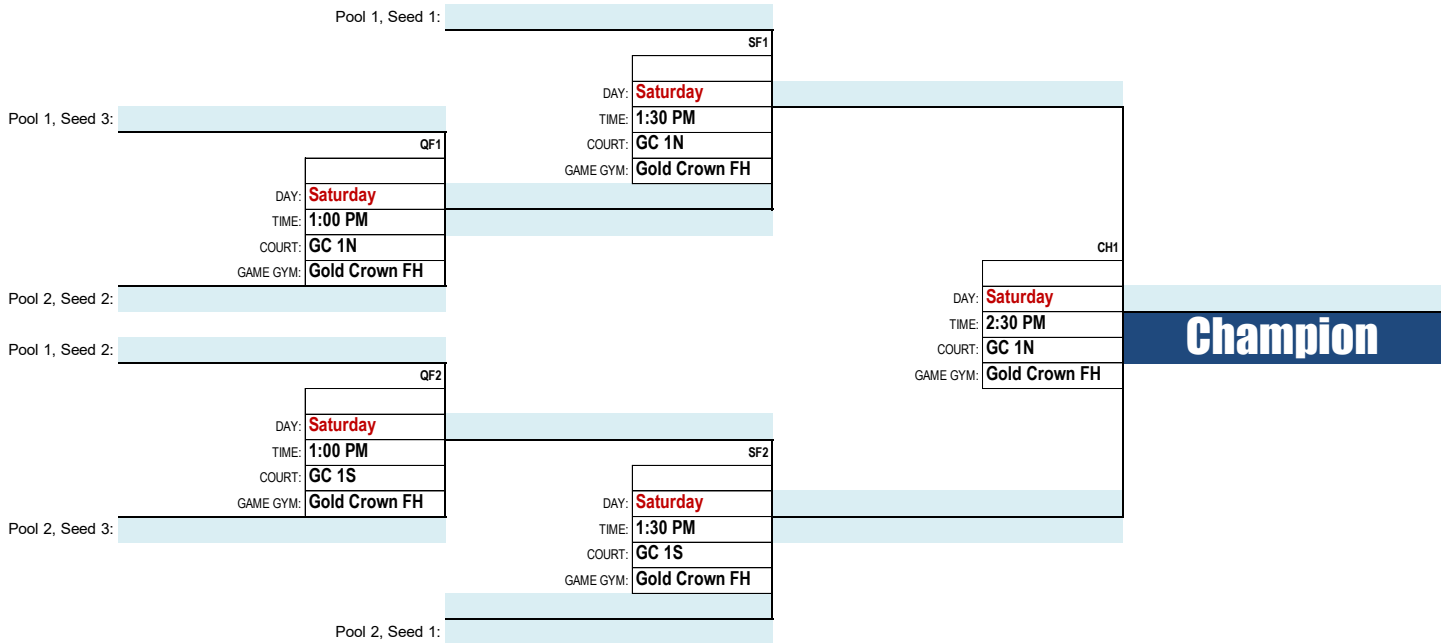 Pool 1, Seed 1:
SF1
DAY: Saturday
TIME: 1:30 PM
COURT: GC 1N
GAME GYM: Gold Crown FH
Pool 1, Seed 3:
QF1
DAY: Saturday
TIME: 1:00 PM
COURT: GC 1N
GAME GYM: Gold Crown FH
Pool 2, Seed 2:
CH1
DAY: Saturday
TIME: 2:30 PM
COURT: GC 1N
GAME GYM: Gold Crown FH
Champion
Pool 1, Seed 2:
QF2
DAY: Saturday
TIME: 1:00 PM
COURT: GC 1S
GAME GYM: Gold Crown FH
Pool 2, Seed 3:
SF2
DAY: Saturday
TIME: 1:30 PM
COURT: GC 1S
GAME GYM: Gold Crown FH
Pool 2, Seed 1: